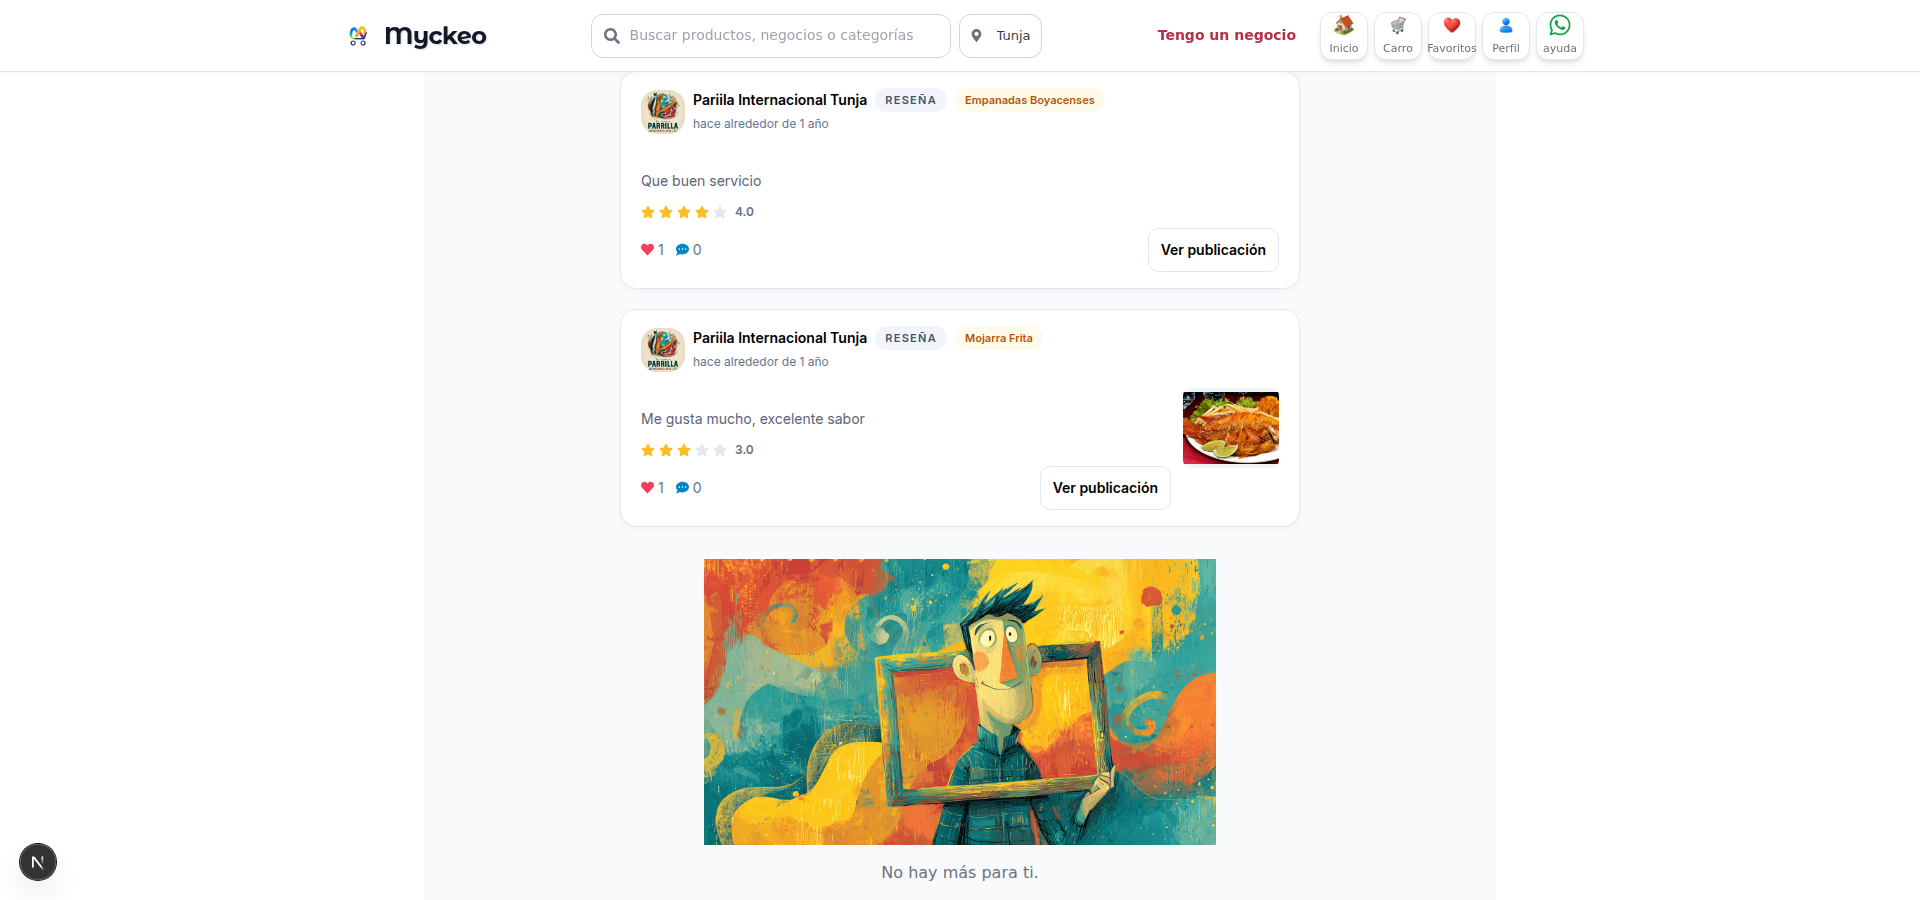 Myckeo
Buscar productos, negocios o categorías
Tunja
Tengo un negocio
Inicio
Carro
Favoritos
Perfil
ayuda
Pariila Internacional Tunja RESEÑA Empanadas Boyacenses
hace alrededor de 1 año
PARRILLA
Que buen servicio
4.0
1 0
Ver publicación
Pariila Internacional Tunja RESEÑA Mojarra Frita
hace alrededor de 1 año
PARRILLA
Me gusta mucho, excelente sabor
3.0
1 0
Ver publicación
No hay más para ti.
N